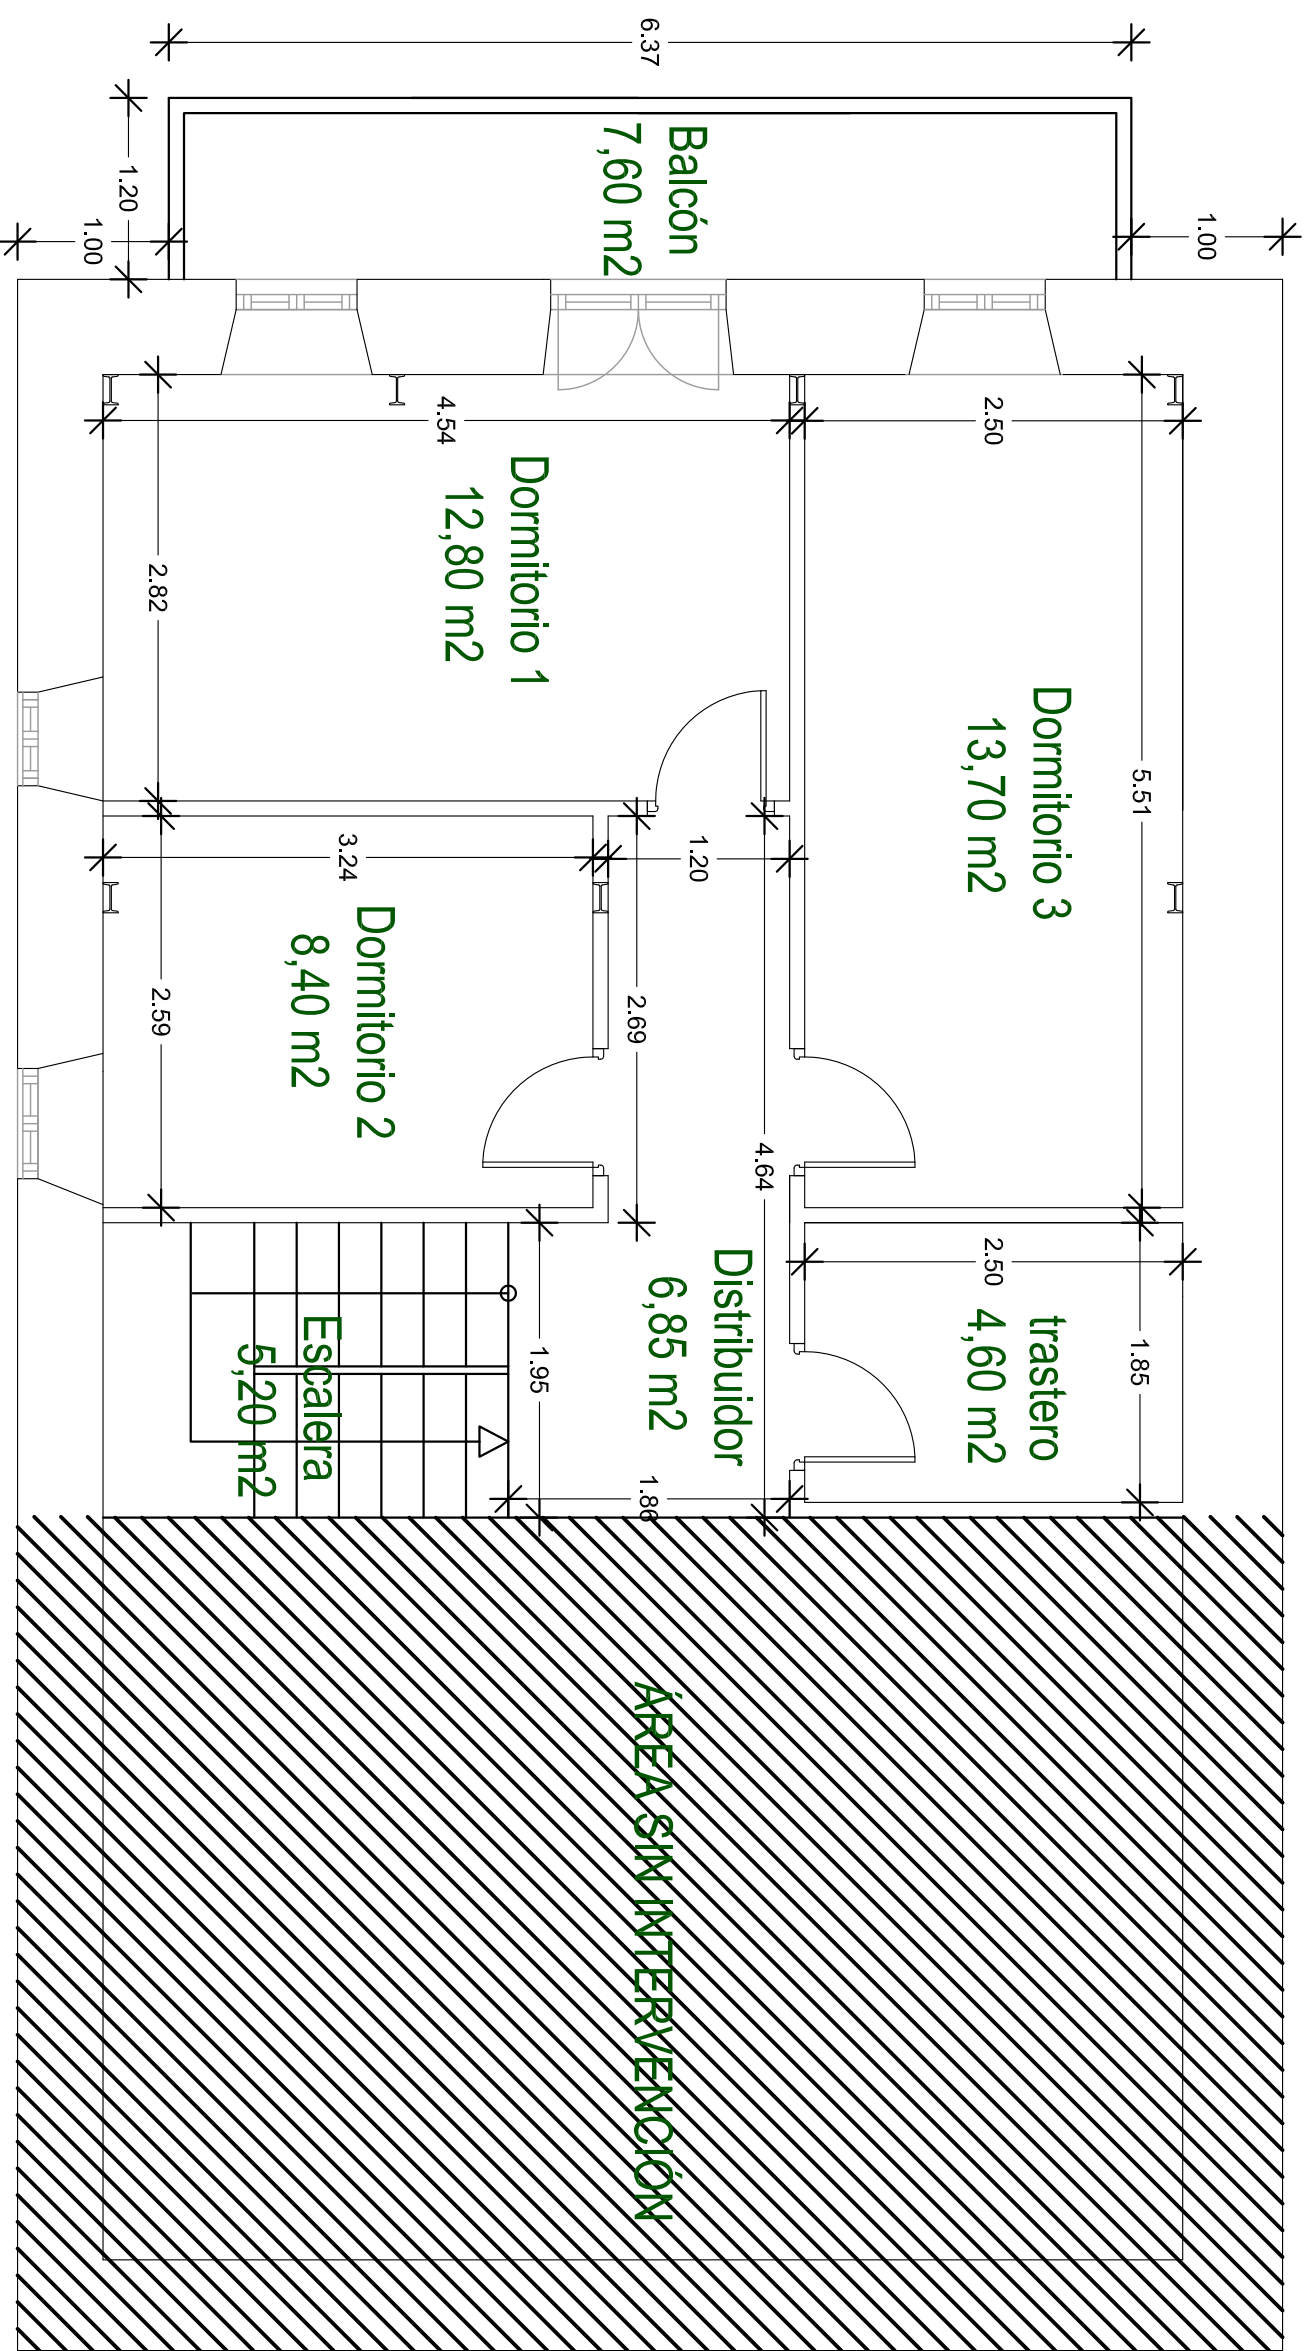 6.37
1.20
1.00
1.00
Balcón
7,60 m2
4.54
2.50
Dormitorio 1
12,80 m2
2.82
Dormitorio 3
13,70 m2
5.51
3.24
1.20
Dormitorio 2
8,40 m2
2.59
2.69
4.64
Distribuidor
6,85 m2
2.50
trastero
4,60 m2
1.85
Escalera
5,20 m2
1.95
1.86
ÁREA SIN INTERVENCIÓN